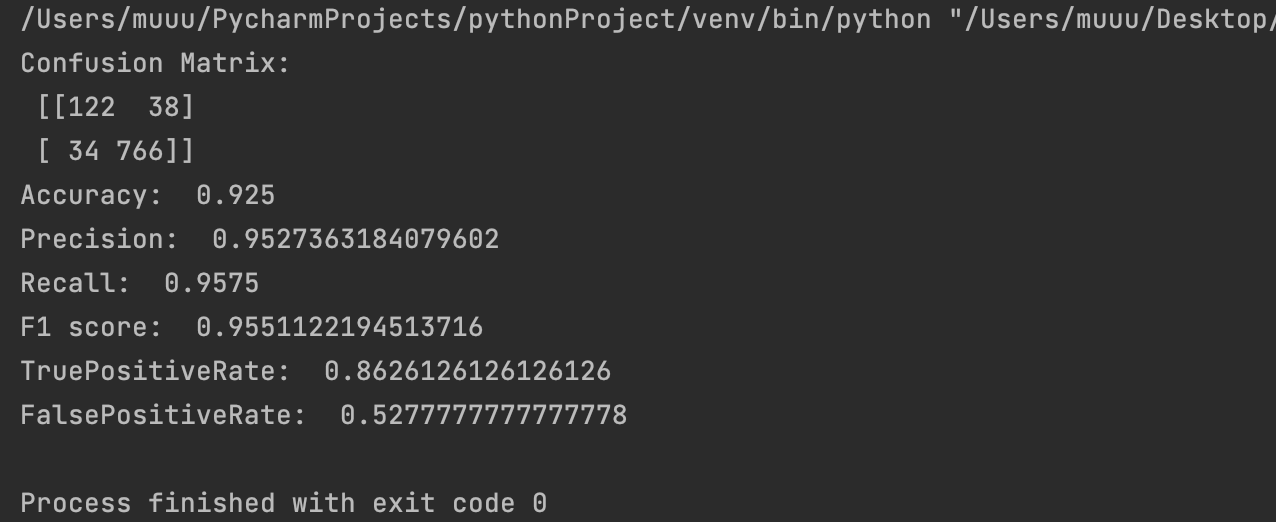 /Users/muuu/PycharmProjects/pythonProject/venv/bin/python "/Users/muuu/Desktop/
Confusion Matrix:
 [[122  38]
 [ 34 766]]
Accuracy:  0.925
Precision:  0.9527363184079602
Recall:  0.9575
F1 score:  0.9551122194513716
TruePositiveRate:  0.8626126126126126
FalsePositiveRate:  0.5277777777777778
Process finished with exit code 0